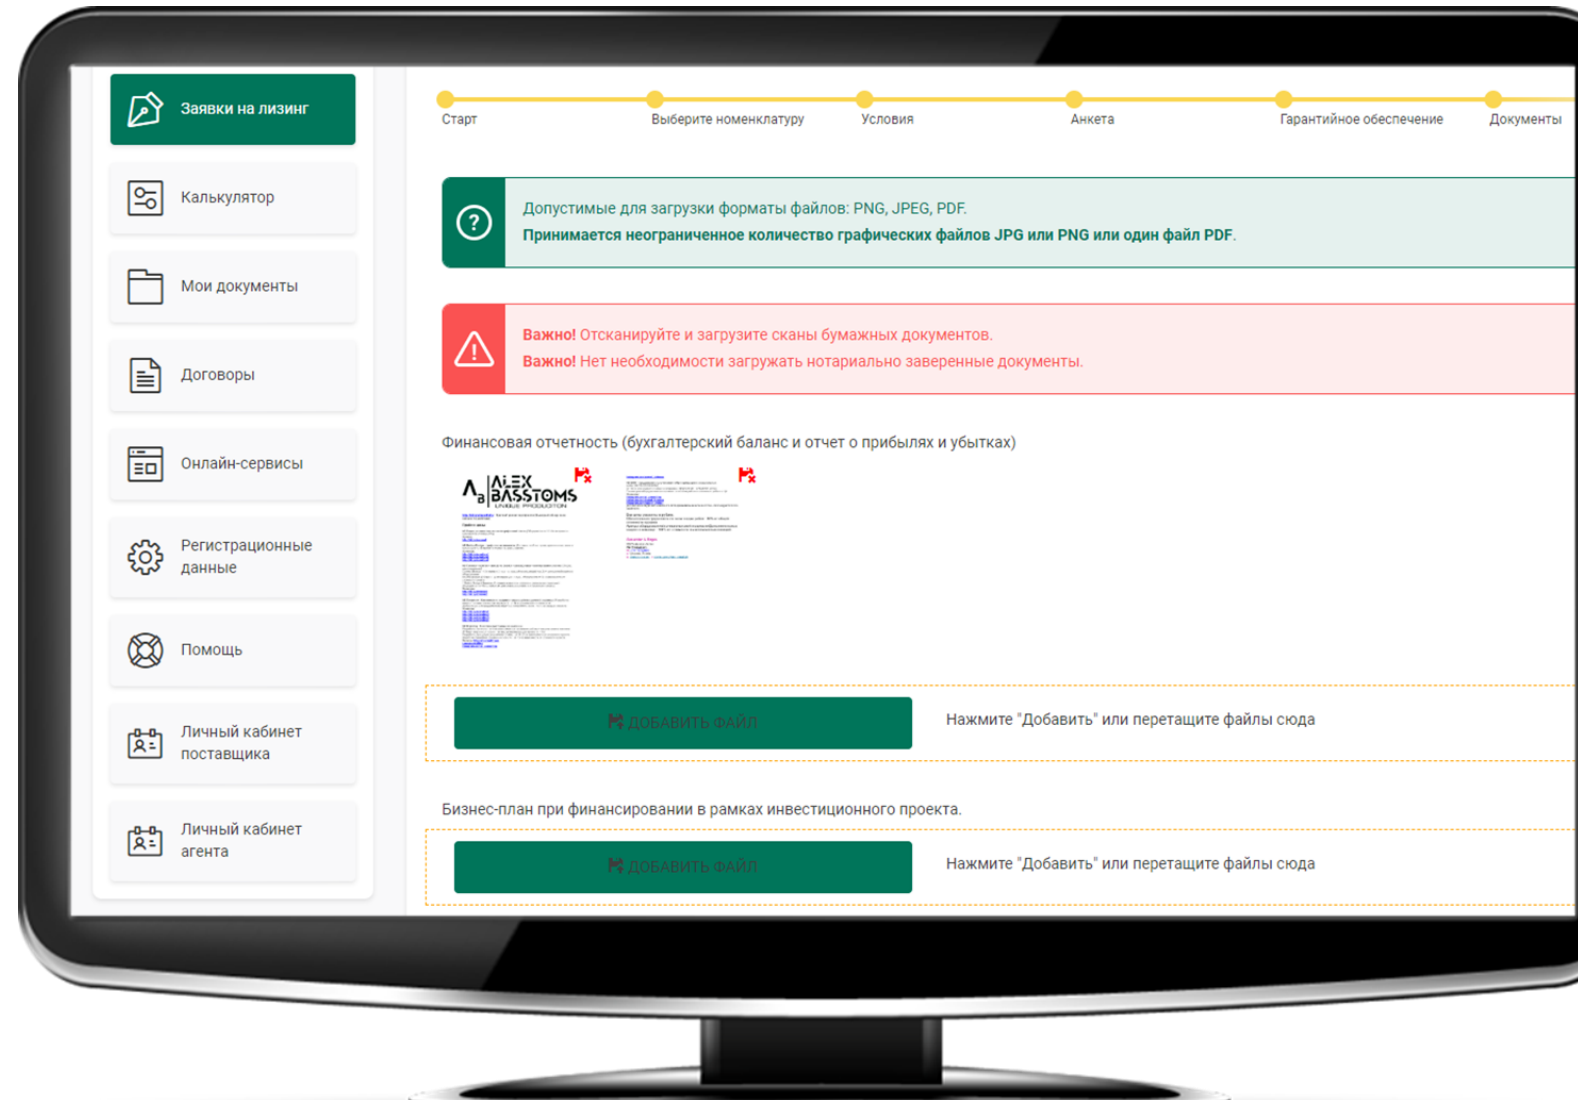 Заявки на лизинг
Калькулятор
Мои документы
Договоры
Онлайн-сервисы
Регистрационные
данные
Помощь
Личный кабинет
поставщика
Личный кабинет
агента
Старт
Выберите номенклатуру
Условия
Анкета
Гарантийное обеспечение
Документы
Допустимые для загрузки форматы файлов: PNG, JPEG, PDF.
Принимается неограниченное количество графических файлов JPG или PNG или один файл PDF.
Важно! Отсканируйте и загрузите сканы бумажных документов.
Важно! Нет необходимости загружать нотариально заверенные документы.
Финансовая отчетность (бухгалтерский баланс и отчет о прибылях и убытках)
AB ALEX
BASSTOMS
UNIQUE PRODUCITON
ДОБАВИТЬ ФАЙЛ
Нажмите "Добавить" или перетащите файлы сюда
Бизнес-план при финансировании в рамках инвестиционного проекта.
ДОБАВИТЬ ФАЙЛ
Нажмите "Добавить" или перетащите файлы сюда